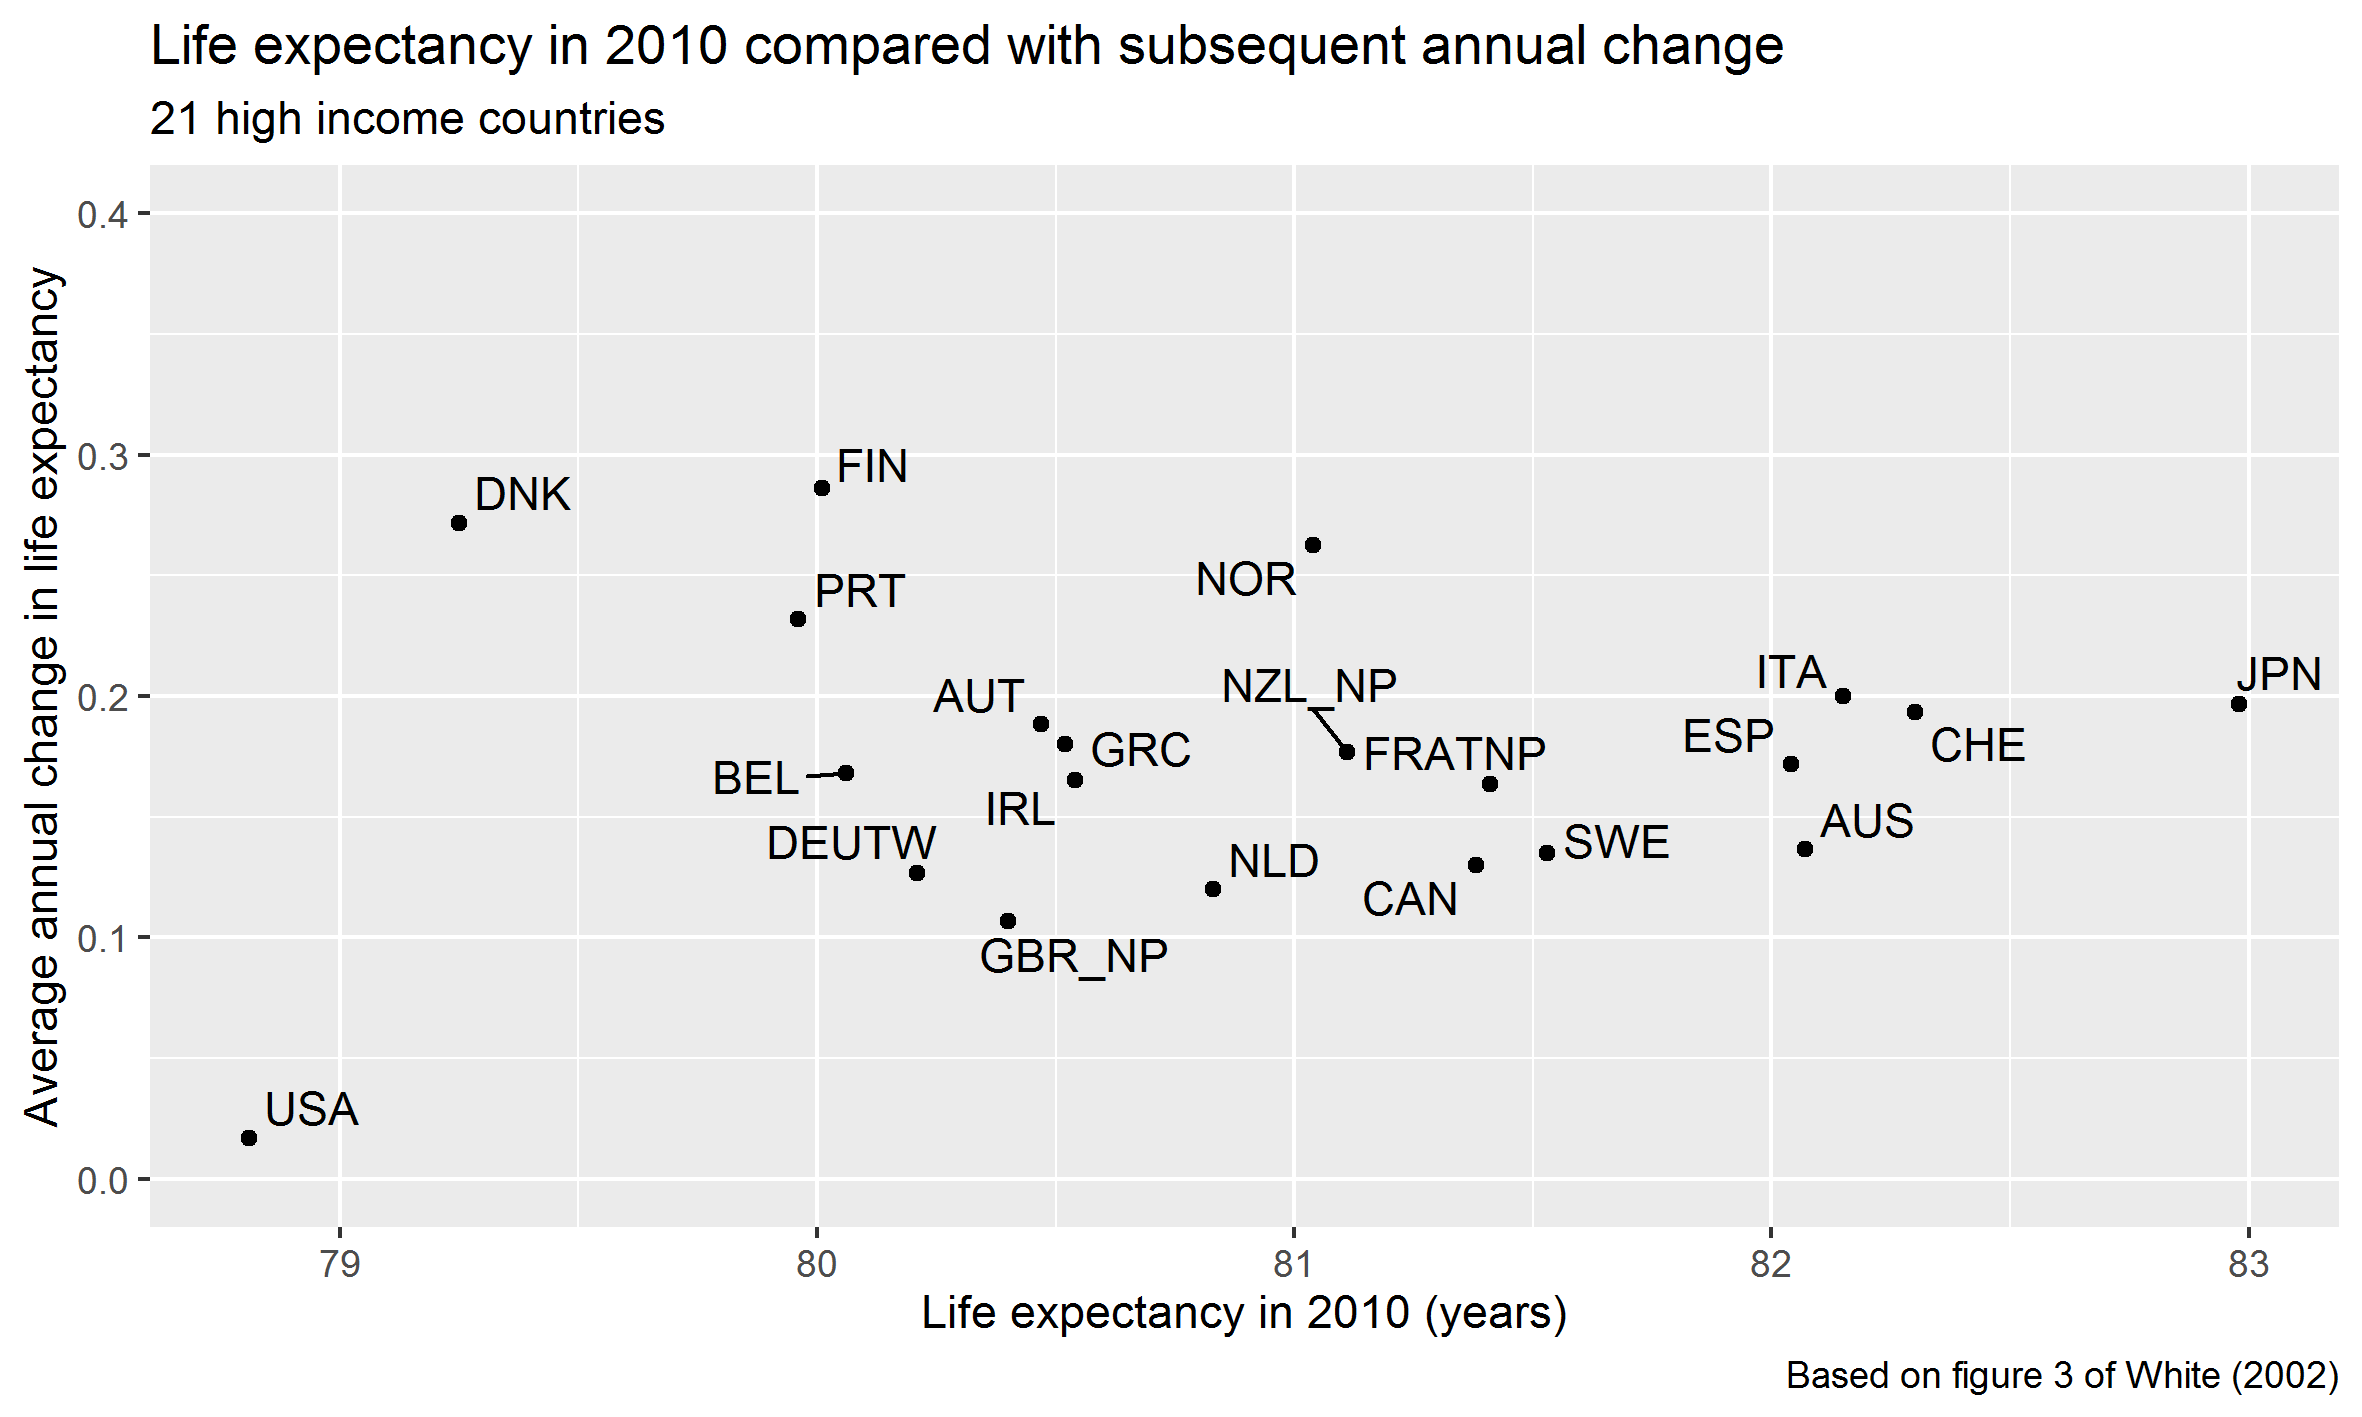 Life expectancy in 2010 compared with subsequent annual change
21 high income countries
Average annual change in life expectancy
0.4
0.3
0.2
0.1
0.0
FIN
DNK
NOR
PRT
ITA
JPN
NZL_NP
AUT
ESP
CHE
GRC
FRATNP
BEL
IRL
AUS
DEUTW
SWE
NLD
CAN
GBR_NP
USA
79
80
81
82
83
Life expectancy in 2010 (years)
Based on figure 3 of White (2002)